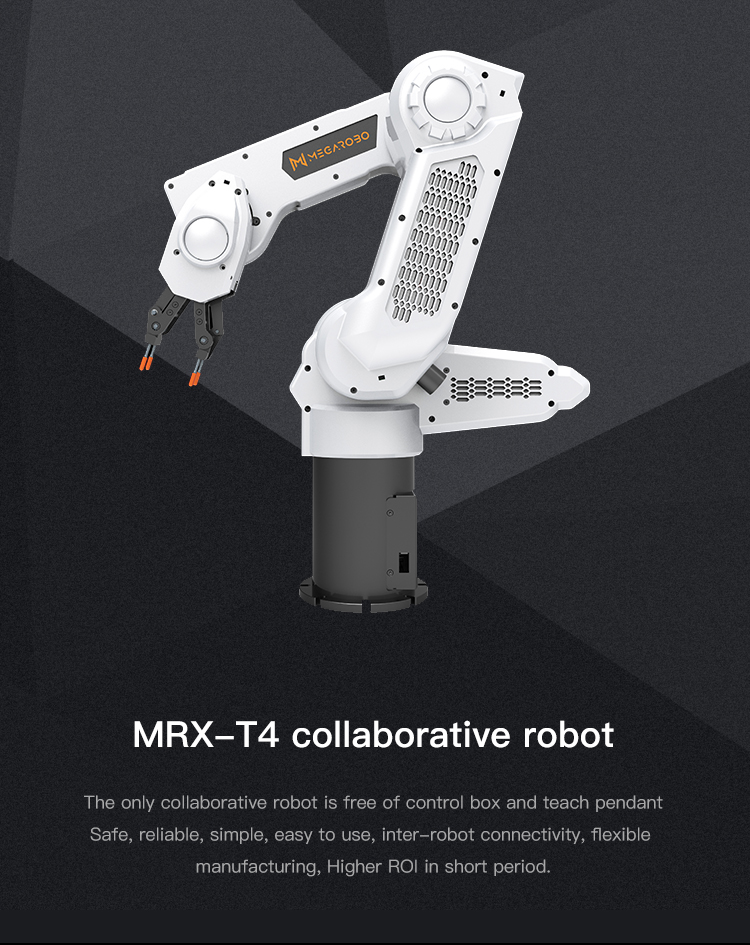 MEGAROBO
MRX-T4 collaborative robot
The only collaborative robot is free of control box and teach pendant
Safe, reliable, simple, easy to use, inter-robot connectivity, flexible
manufacturing, Higher ROI in short period.